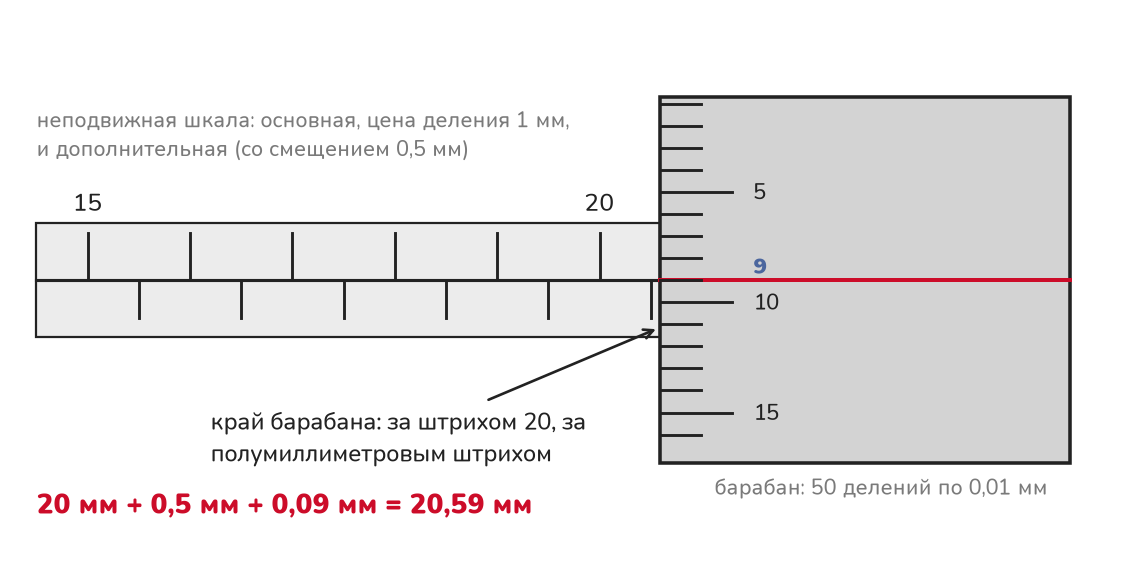 неподвижная шкала: основная, цена деления 1 мм,
и дополнительная (со смещением 0,5 мм)
15
20
5
9
10
15
край барабана: за штрихом 20, за
полумиллиметровым штрихом
барабан: 50 делений по 0,01 мм
20 мм + 0,5 мм + 0,09 мм = 20,59 мм